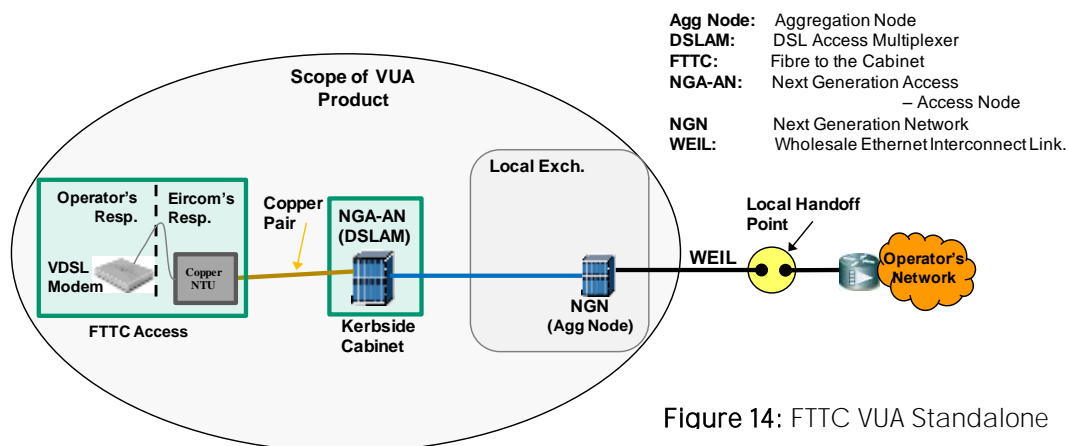 Agg Node: Aggregation Node
DSLAM: DSL Access Multiplexer
FTTC: Fibre to the Cabinet
NGA-AN: Next Generation Access
– Access Node
NGN Next Generation Network
WEIL: Wholesale Ethernet Interconnect Link.
Scope of VUA
Product
Local Exch.
Operator's
Resp.
Eircom's
Resp.
VDSL
Modem
Copper
NTU
FTTC Access
Copper
Pair
NGA-AN
(DSLAM)
Kerbside
Cabinet
NGN
(Agg Node)
WEIL
Local Handoff
Point
Operator's
Network
Figure 14: FTTC VUA Standalone